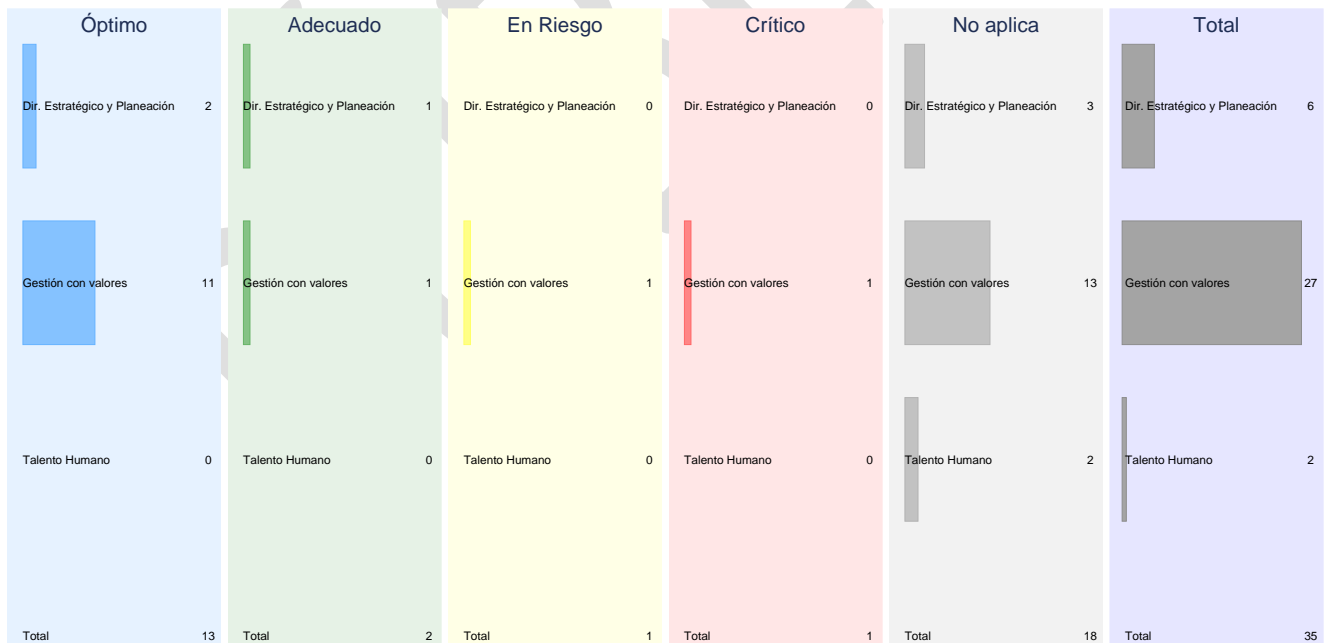 Óptimo Adecuado En Riesgo Crítico No aplica Total
Dir. Estratégico y Planeación 2 Dir. Estratégico y Planeación 1 Dir. Estratégico y Planeación 0 Dir. Estratégico y Planeación 0 Dir. Estratégico y Planeación 3 Dir. Estratégico y Planeación 6
Gestión con valores 11 Gestión con valores 1 Gestión con valores 1 Gestión con valores 1 Gestión con valores 13 Gestión con valores 27
Talento Humano 0 Talento Humano 0 Talento Humano 0 Talento Humano 0 Talento Humano 2 Talento Humano 2
Total 13 Total 2 Total 1 Total 1 Total 18 Total 35